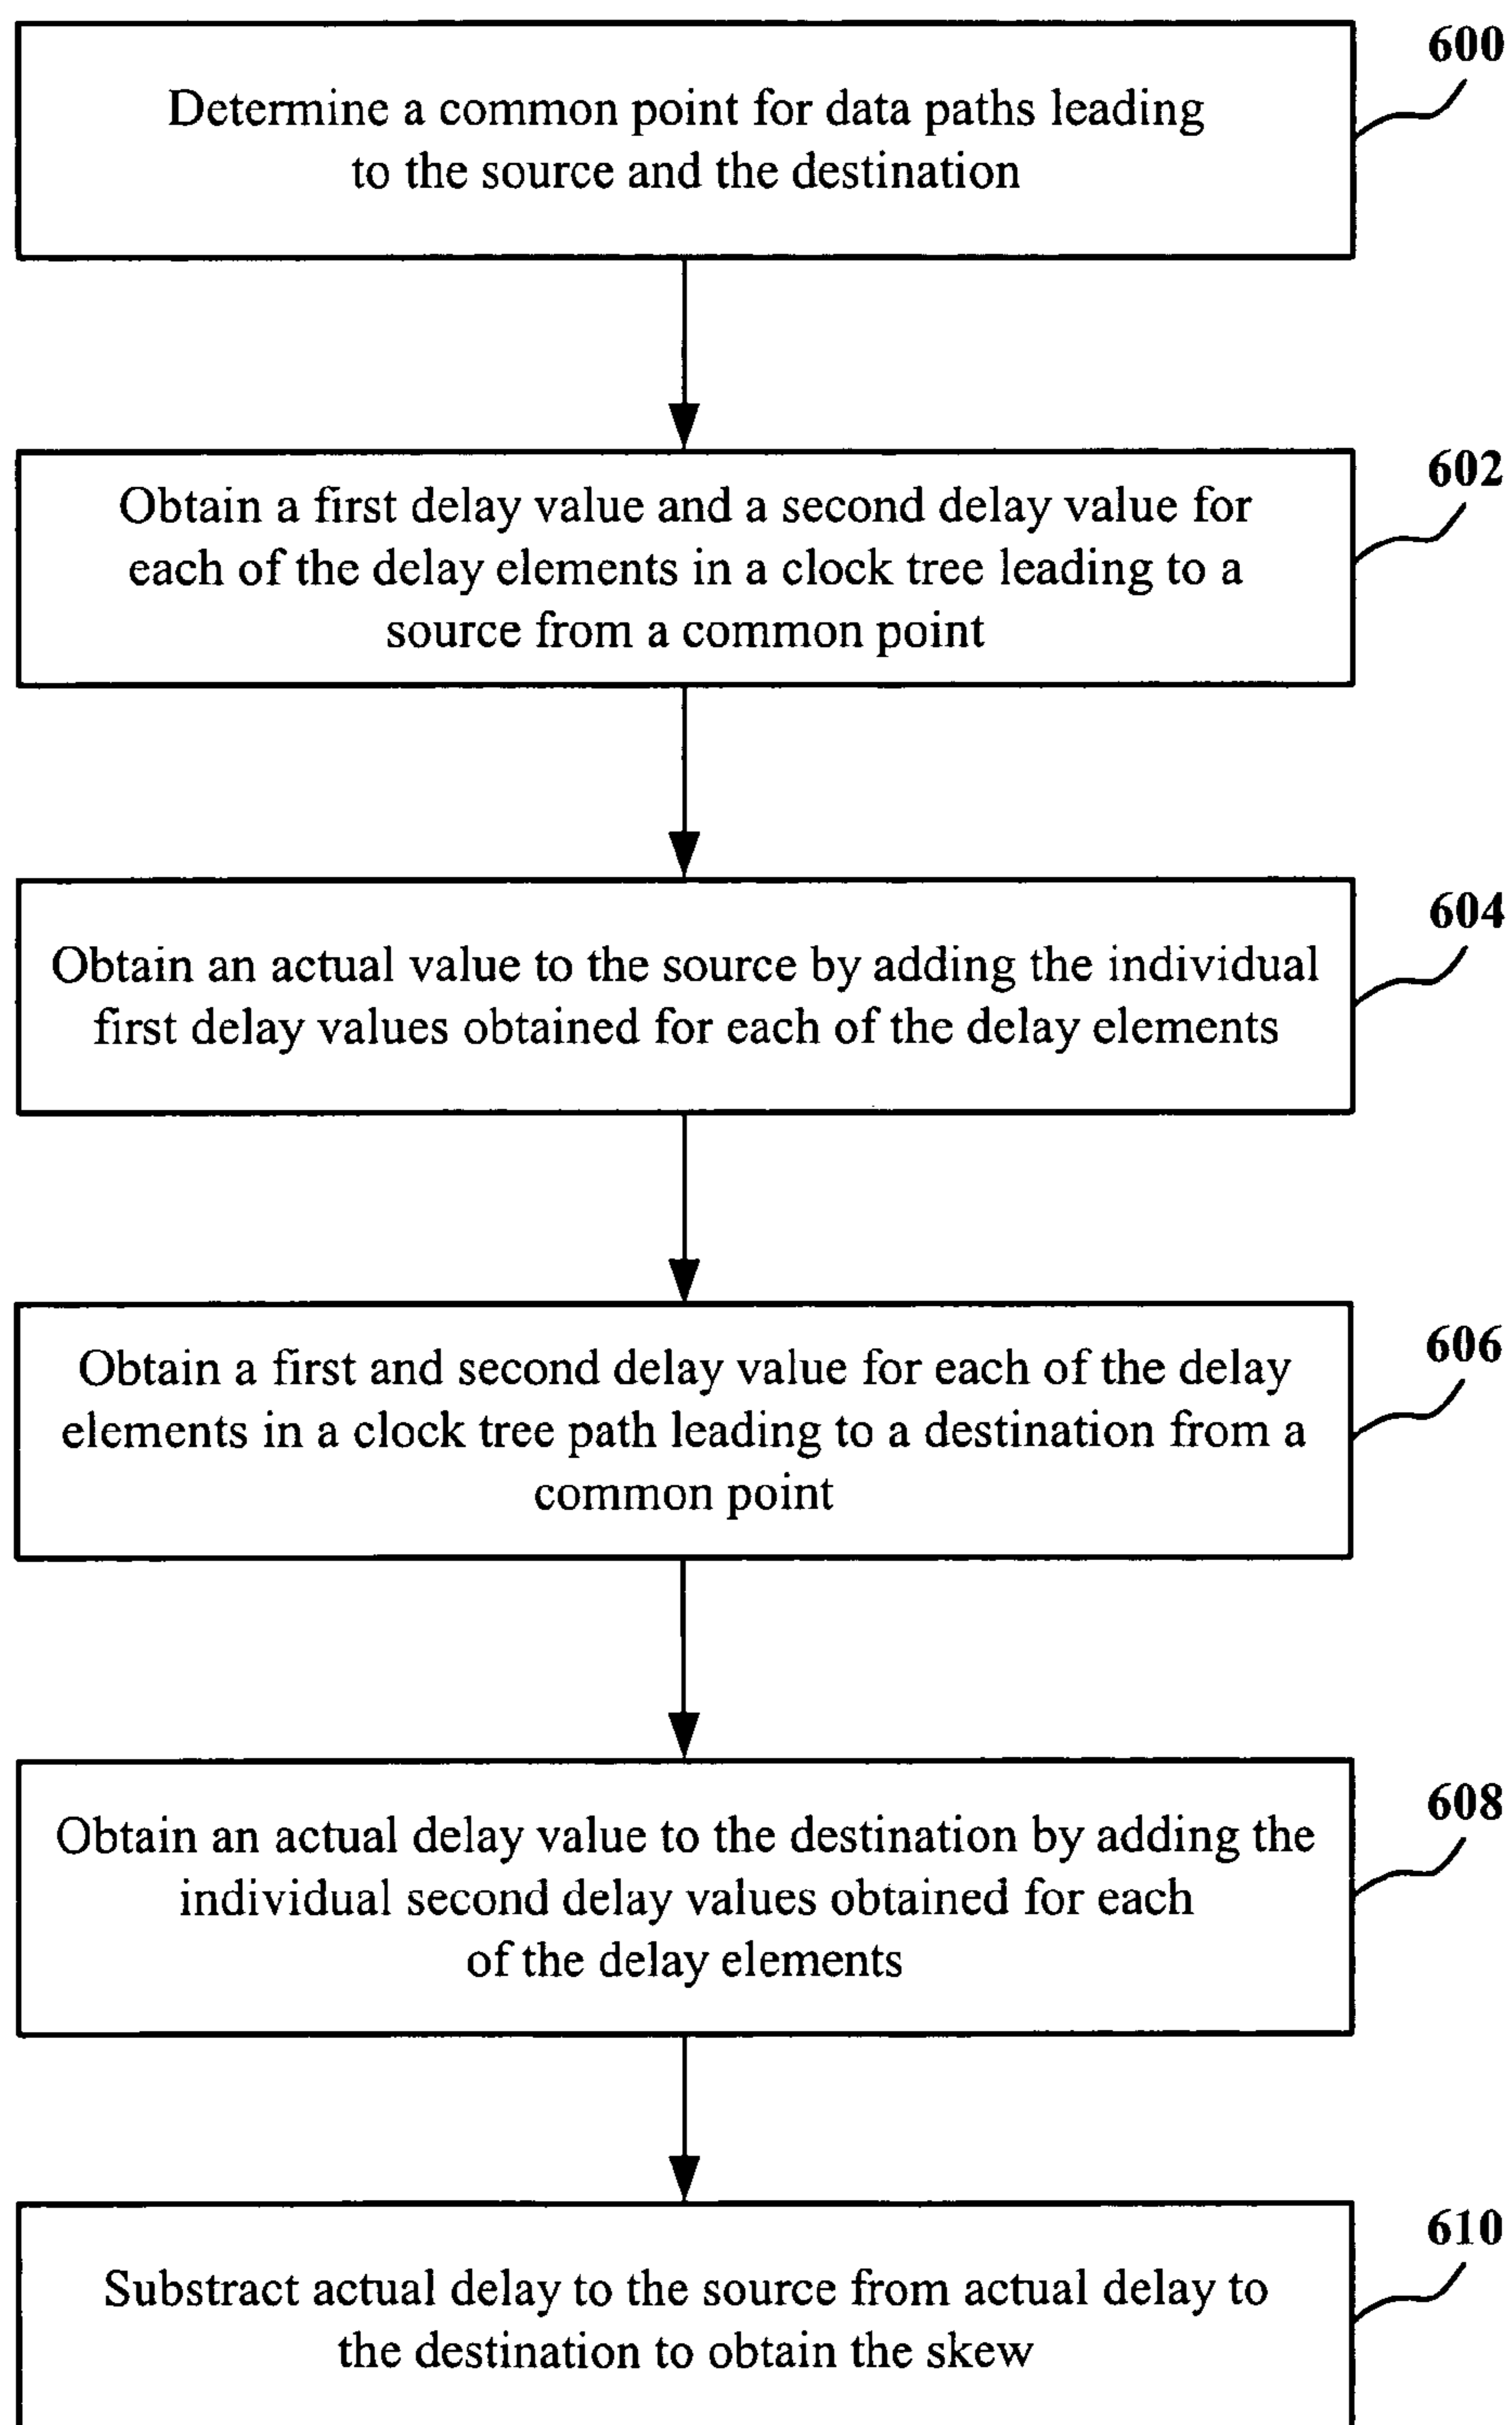 600
Determine a common point for data paths leading
to the source and the destination
602
Obtain a first delay value and a second delay value for
each of the delay elements in a clock tree leading to a
source from a common point
604
Obtain an actual value to the source by adding the individual
first delay values obtained for each of the delay elements
606
Obtain a first and second delay value for each of the delay
elements in a clock tree path leading to a destination from a
common point
608
Obtain an actual delay value to the destination by adding the
individual second delay values obtained for each
of the delay elements
610
Substract actual delay to the source from actual delay to
the destination to obtain the skew